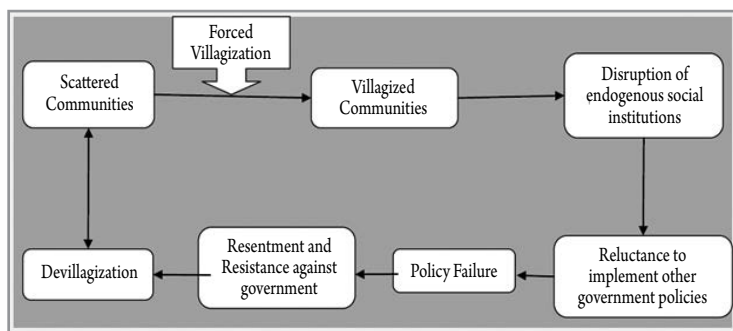 Forced
Villagization
Scattered
Communities
Villagized
Communities
Disruption of
endogenous social
institutions
Devillagization
Resentment and
Resistance against
government
Policy Failure
Reluctance to
implement other
government policies